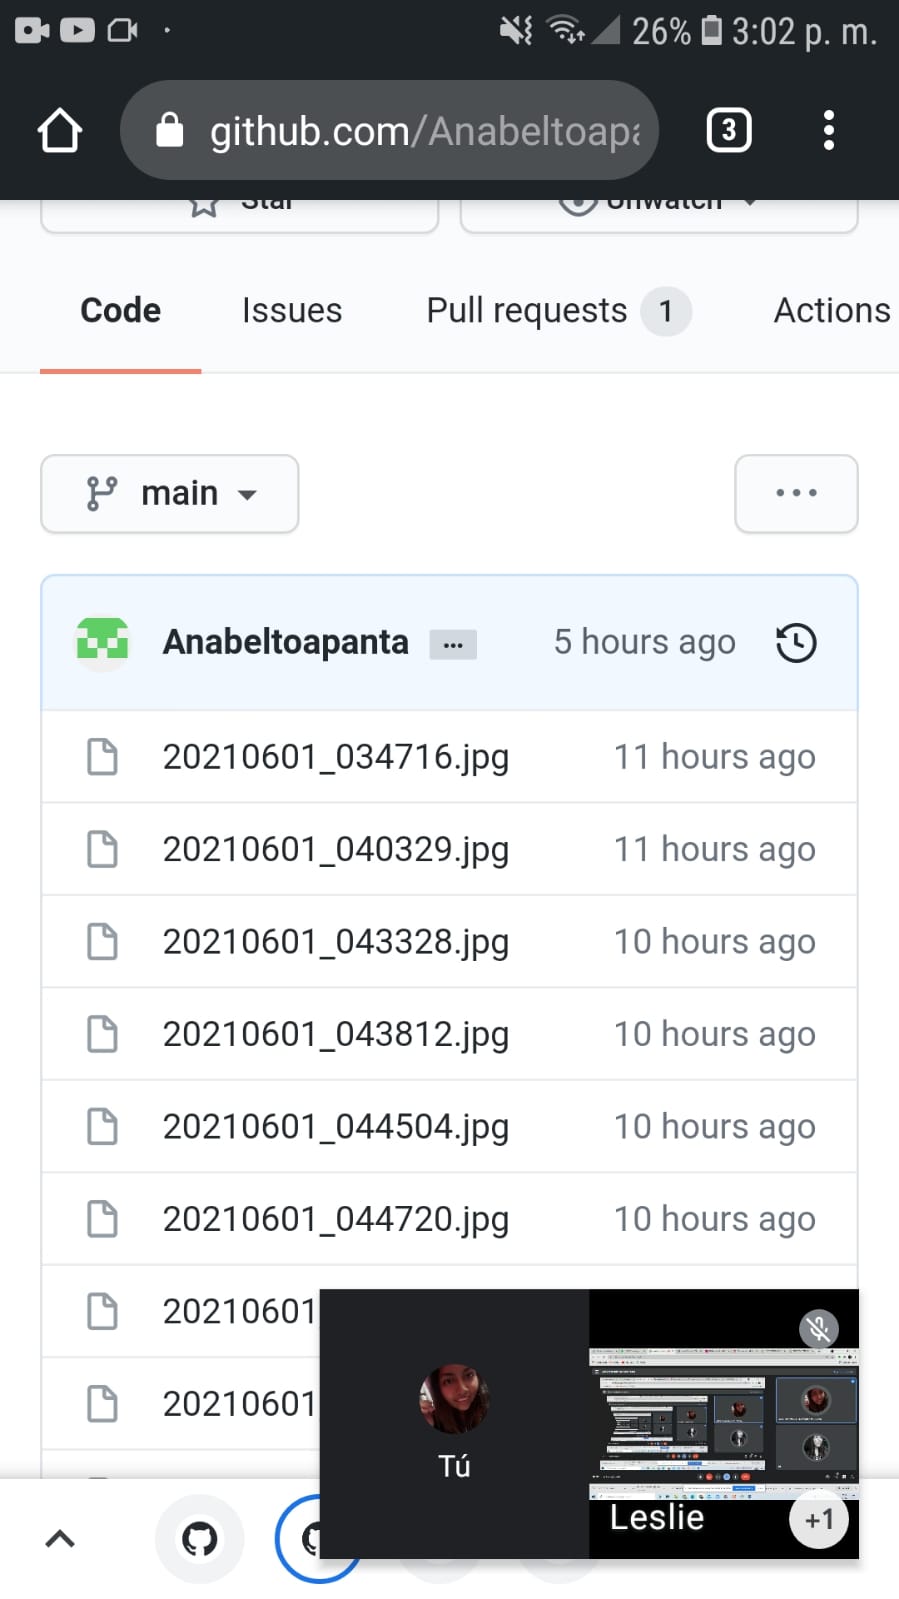 26% 3:02 p. m.
github.com/Anabeltoapa
3
Star
Unwatch
Code Issues Pull requests 1 Actions
main
Anabeltoapanta ... 5 hours ago
20210601_034716.jpg 11 hours ago
20210601_040329.jpg 11 hours ago
20210601_043328.jpg 10 hours ago
20210601_043812.jpg 10 hours ago
20210601_044504.jpg 10 hours ago
20210601_044720.jpg 10 hours ago
20210601
20210601
Tú
Leslie
+1